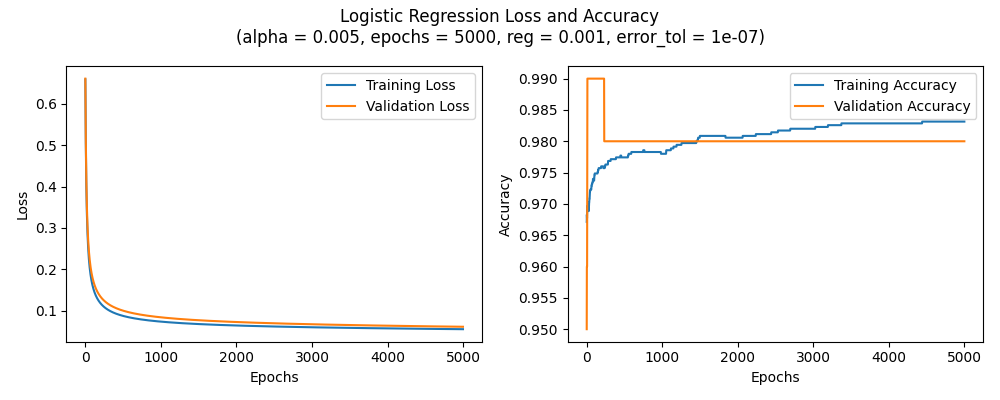 Logistic Regression Loss and Accuracy
(alpha = 0.005, epochs = 5000, reg = 0.001, error_tol = 1e-07)
Training Loss
Validation Loss
0.6
0.5
0.4
0.3
0.2
0.1
Loss
0 1000 2000 3000 4000 5000
Epochs
Training Accuracy
Validation Accuracy
0.990
0.985
0.980
0.975
0.970
0.965
0.960
0.955
0.950
Accuracy
0 1000 2000 3000 4000 5000
Epochs